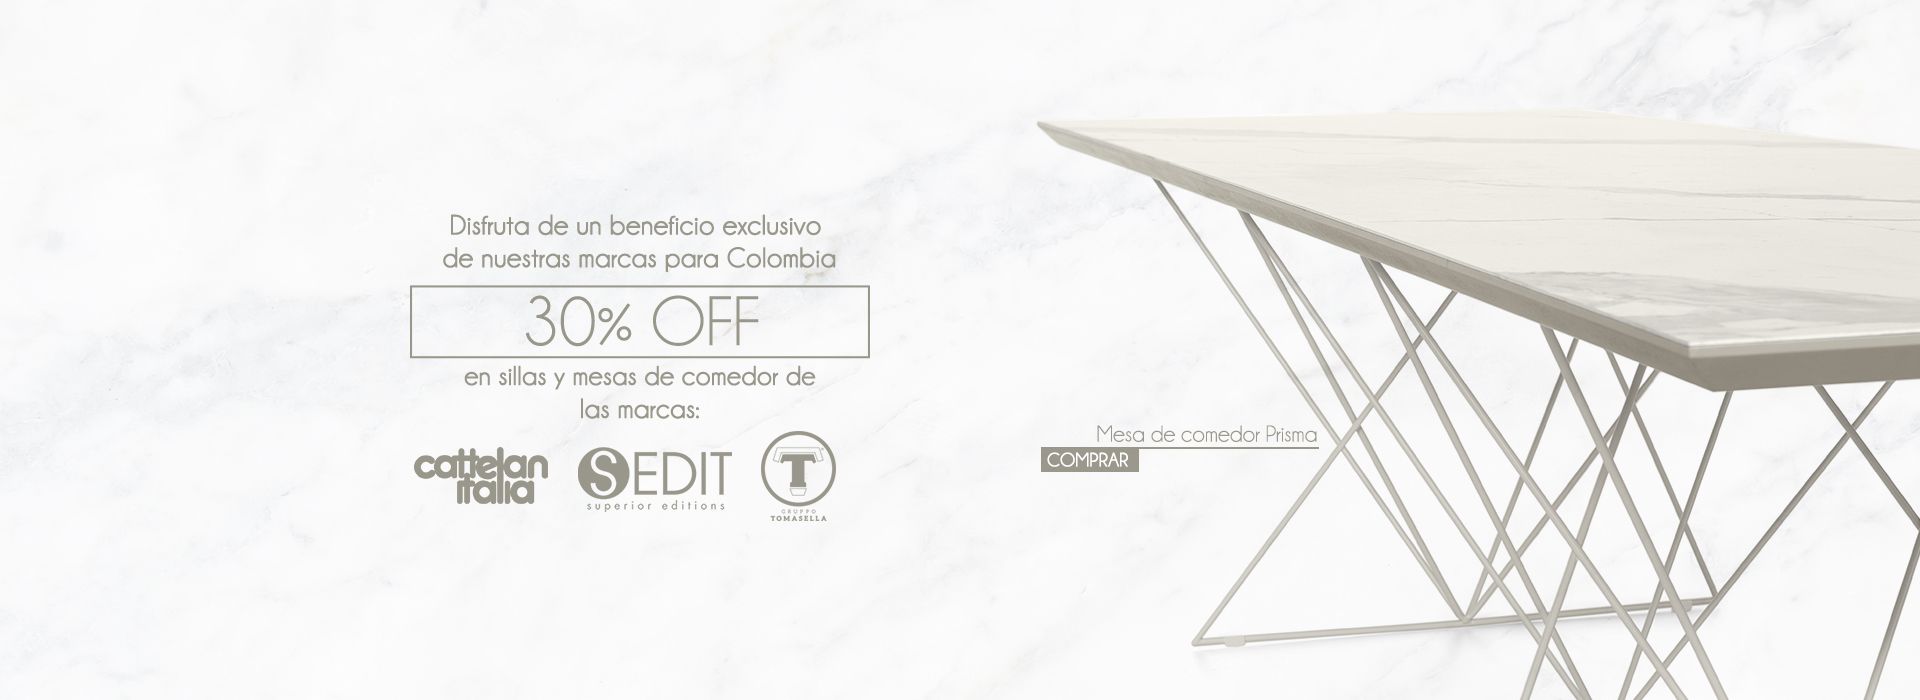 Disfruta de un beneficio exclusivo
de nuestras marcas para Colombia
30% OFF
en sillas y mesas de comedor de
las marcas:
cattelan
italia
SEDIT
superior editions
T
GRUPPO
TOMASELLA
Mesa de comedor Prisma
COMPRAR